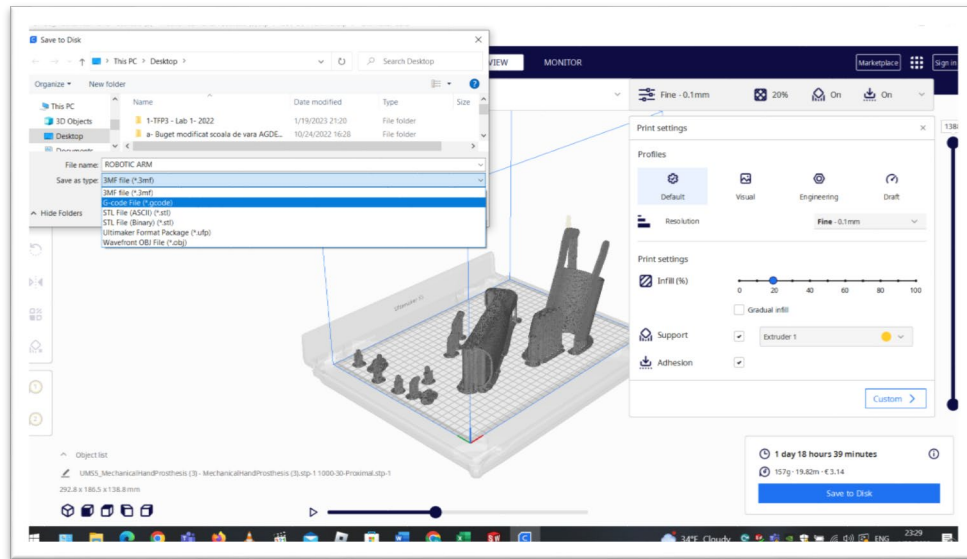 Save to Disk
This PC > Desktop >
Search Desktop
Organize
New folder
This PC
3D Objects
Desktop
Documents
Name
Date modified
Type
Size
1-TFP3 - Lab 1- 2022
1/19/2023 21:20
File folder
a- Buget modificat scoala de vara AGDE...
10/24/2022 16:28
File folder
File name: ROBOTIC ARM
Save as type: 3MF file (*.3mf)
3MF file (*.3mf)
G-code File (*.gcode)
STL File (ASCII) (*.stl)
STL File (Binary) (*.stl)
Ultimaker Format Package (*.ufp)
Wavefront OBJ File (*.obj)
Hide Folders
MONITOR
Marketplace
Sign in
Fine - 0.1mm
20%
On
On
Print settings
Profiles
Default
Visual
Engineering
Draft
Resolution
Fine - 0.1mm
Print settings
Infill (%)
0 20 40 60 80 100
Gradual infill
Support
Extruder 1
Adhesion
Custom >
1
2
Object list
UMSS_MechanicalHandProsthesis (3) - MechanicalHandProsthesis (3).stp-1 1000-30-Proximal.stp-1
292.8 x 186.5 x 138.8 mm
1 day 18 hours 39 minutes
157g · 19.82m · € 3.14
Save to Disk
34°F Cloudy
ENG
23:29